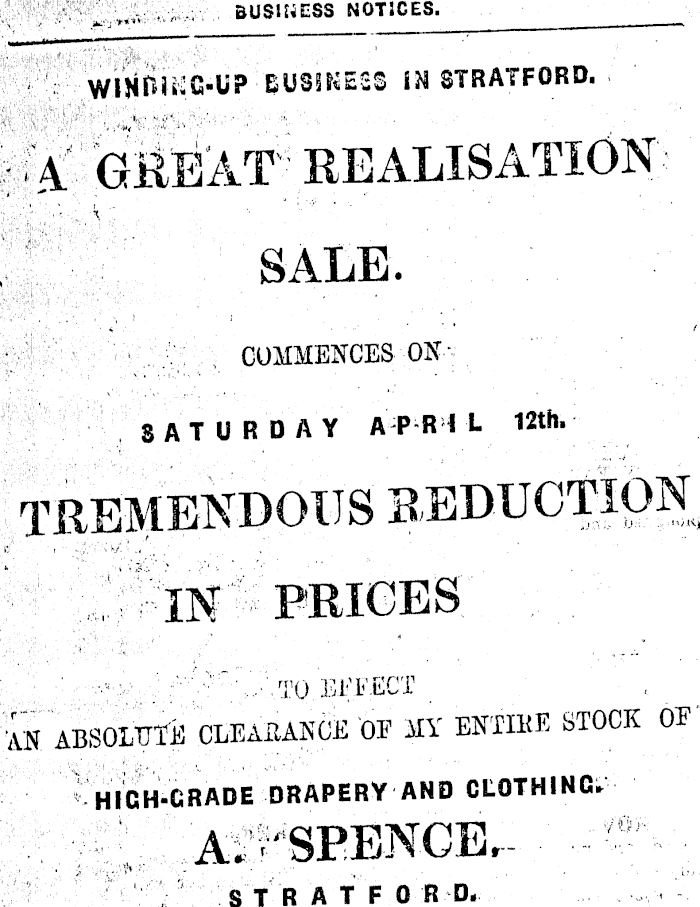 BUSINESS NOTICES.
WINDING-UP BUSINESS IN STRATFORD.
A GREAT REALISATION
SALE.
COMMENCES ON
SATURDAY APRIL 12th.
TREMENDOUS REDUCTION
IN PRICES
TO EFFECT
AN ABSOLUTE CLEARANCE OF MY ENTIRE STOCK OF
HIGH-GRADE DRAPERY AND CLOTHING.
A. SPENCE,
STRATFORD.